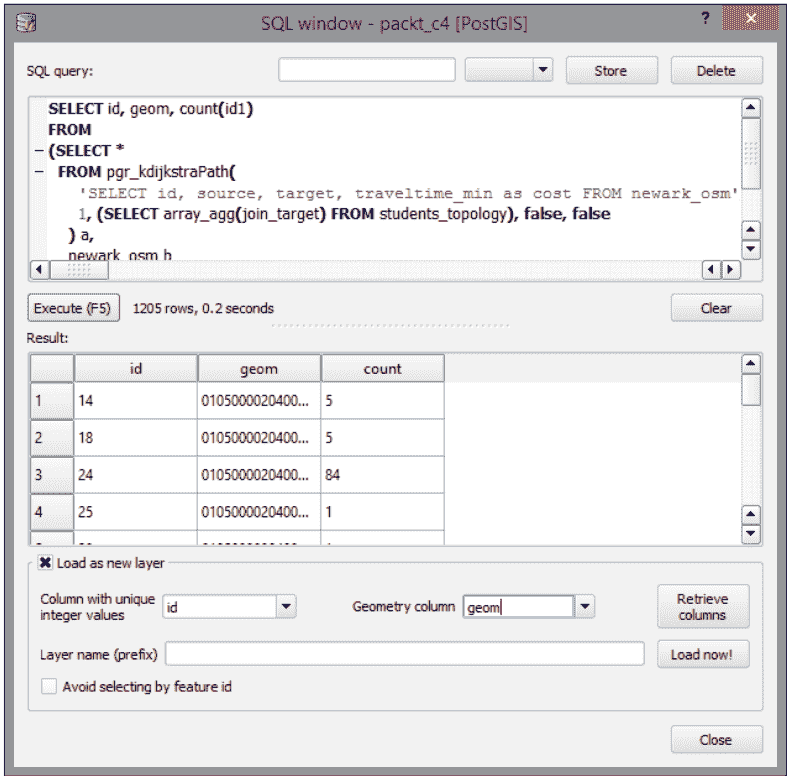 SQL window - packt_c4 [PostGIS]
?
SQL query:
Store
Delete
SELECT id, geom, count(id1)
FROM
(SELECT *
FROM pgr_kdijkstraPath(
'SELECT id, source, target, traveltime_min as cost FROM newark_osm'
1, (SELECT array_agg(join_target) FROM students_topology), false, false
) a,
newark_osm b
Execute (F5)
1205 rows, 0.2 seconds
Clear
Result:
id geom count
1 14 0105000020400... 5
2 18 0105000020400... 5
3 24 0105000020400... 84
4 25 0105000020400... 1
Load as new layer
Column with unique
integer values
id
Geometry column
geom
Retrieve
columns
Layer name (prefix)
Load now!
Avoid selecting by feature id
Close